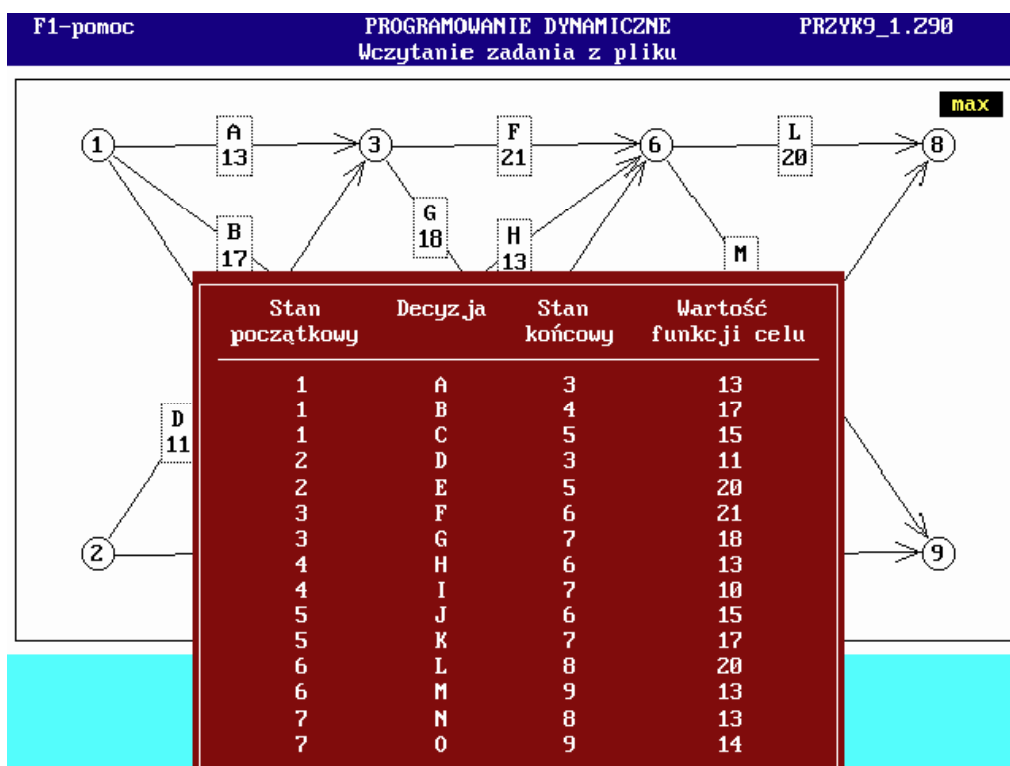 F1-pomoc PROGRAMOWANIE DYNAMICZNE PRZYK9_1.Z90
Wczytanie zadania z pliku
max
1 A 3 F 6 L 8
13 21 20
G
B 18 H M
17 13
D
11
2 9
Stan Decyzja Stan Wartość
początkowy końcowy funkcji celu
1 A 3 13
1 B 4 17
1 C 5 15
2 D 3 11
2 E 5 20
3 F 6 21
3 G 7 18
4 H 6 13
4 I 7 10
5 J 6 15
5 K 7 17
6 L 8 20
6 M 9 13
7 N 8 13
7 O 9 14